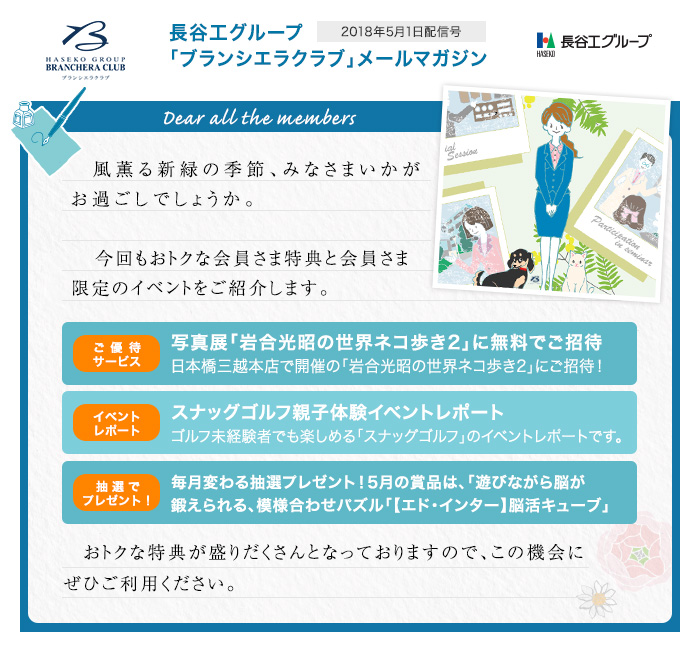 HASEKO GROUP
BRANCHERA CLUB
ブランシエラクラブ
長谷工グループ
2018年5月1日配信号
「ブランシエラクラブ」メールマガジン
HASEKO
長谷工グループ
Dear all the members
ial
Session
Participation
in seminar
風薫る新緑の季節、みなさまいかが
お過ごしでしょうか。
今回もおトクな会員さま特典と会員さま
限定のイベントをご紹介します。
ご優待
サービス
写真展「岩合光昭の世界ネコ歩き2」に無料でご招待
日本橋三越本店で開催の「岩合光昭の世界ネコ歩き2」にご招待!
イベント
レポート
スナッグゴルフ親子体験イベントレポート
ゴルフ未経験者でも楽しめる「スナッグゴルフ」のイベントレポートです。
抽選で
プレゼント!
毎月変わる抽選プレゼント!5月の賞品は、「遊びながら脳が
鍛えられる、模様合わせパズル「【エド・インター】脳活キューブ」
おトクな特典が盛りだくさんとなっておりますので、この機会に
ぜひご利用ください。